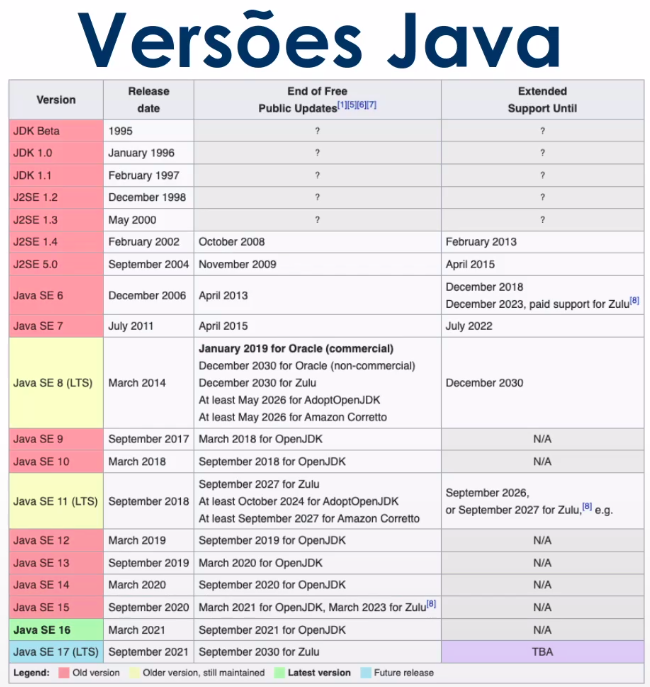 Versões Java
Version Release date End of Free Public Updates[1][5][6][7] Extended Support Until
JDK Beta 1995 ? ?
JDK 1.0 January 1996 ? ?
JDK 1.1 February 1997 ? ?
J2SE 1.2 December 1998 ? ?
J2SE 1.3 May 2000 ? ?
J2SE 1.4 February 2002 October 2008 February 2013
J2SE 5.0 September 2004 November 2009 April 2015
Java SE 6 December 2006 April 2013 December 2018
December 2023, paid support for Zulu[8]
Java SE 7 July 2011 April 2015 July 2022
Java SE 8 (LTS) March 2014 January 2019 for Oracle (commercial)
December 2030 for Oracle (non-commercial)
December 2030 for Zulu
At least May 2026 for AdoptOpenJDK
At least May 2026 for Amazon Corretto
December 2030
Java SE 9 September 2017 March 2018 for OpenJDK N/A
Java SE 10 March 2018 September 2018 for OpenJDK N/A
Java SE 11 (LTS) September 2018 September 2027 for Zulu
At least October 2024 for AdoptOpenJDK
At least September 2027 for Amazon Corretto
September 2026,
or September 2027 for Zulu,[8] e.g.
Java SE 12 March 2019 September 2019 for OpenJDK N/A
Java SE 13 September 2019 March 2020 for OpenJDK N/A
Java SE 14 March 2020 September 2020 for OpenJDK N/A
Java SE 15 September 2020 March 2021 for OpenJDK, March 2023 for Zulu[8] N/A
Java SE 16 March 2021 September 2021 for OpenJDK N/A
Java SE 17 (LTS) September 2021 September 2030 for Zulu TBA
Legend: Old version Older version, still maintained Latest version Future release